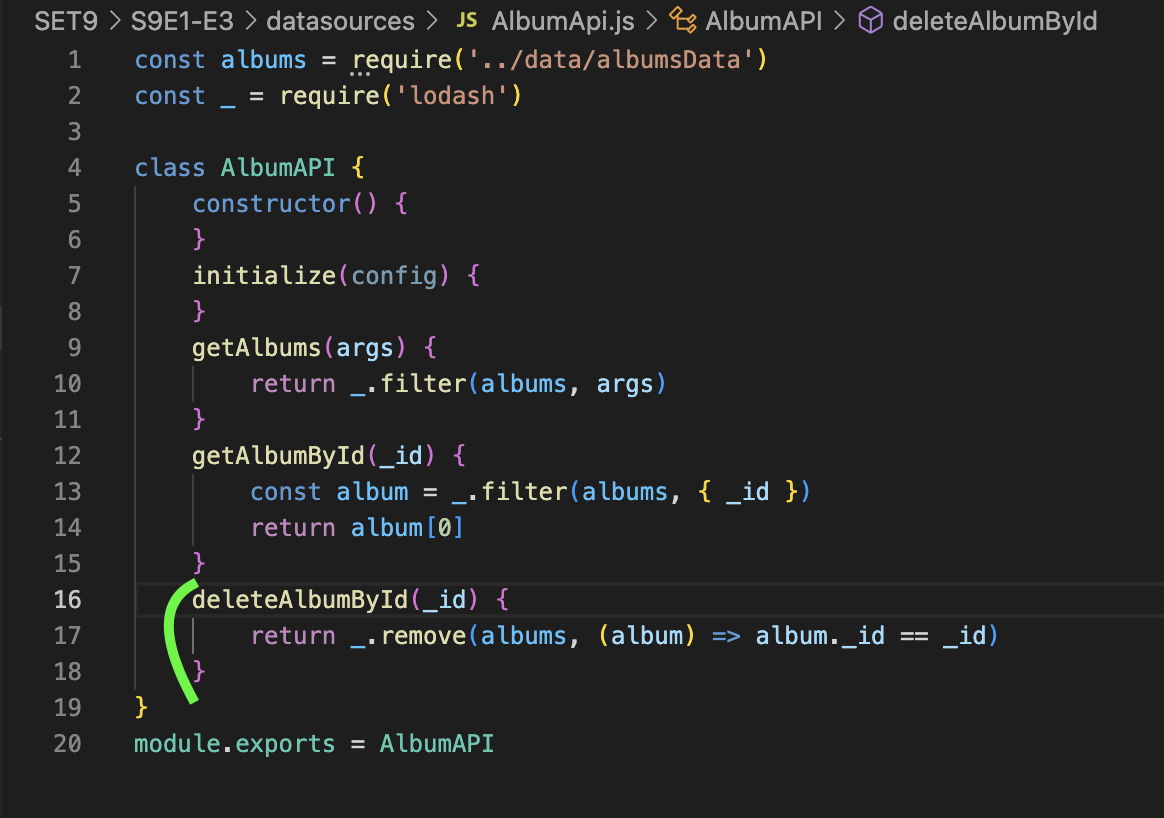 SET9 > S9E1-E3 > datasources > JS AlbumApi.js > AlbumAPI > deleteAlbumById
1 const albums = require('../data/albumsData')
2 const _ = require('lodash')
3
4 class AlbumAPI {
5     constructor() {
6     }
7     initialize(config) {
8     }
9     getAlbums(args) {
10         return _.filter(albums, args)
11     }
12     getAlbumById(_id) {
13         const album = _.filter(albums, { _id })
14         return album[0]
15     }
16     deleteAlbumById(_id) {
17         return _.remove(albums, (album) => album._id == _id)
18     }
19 }
20 module.exports = AlbumAPI